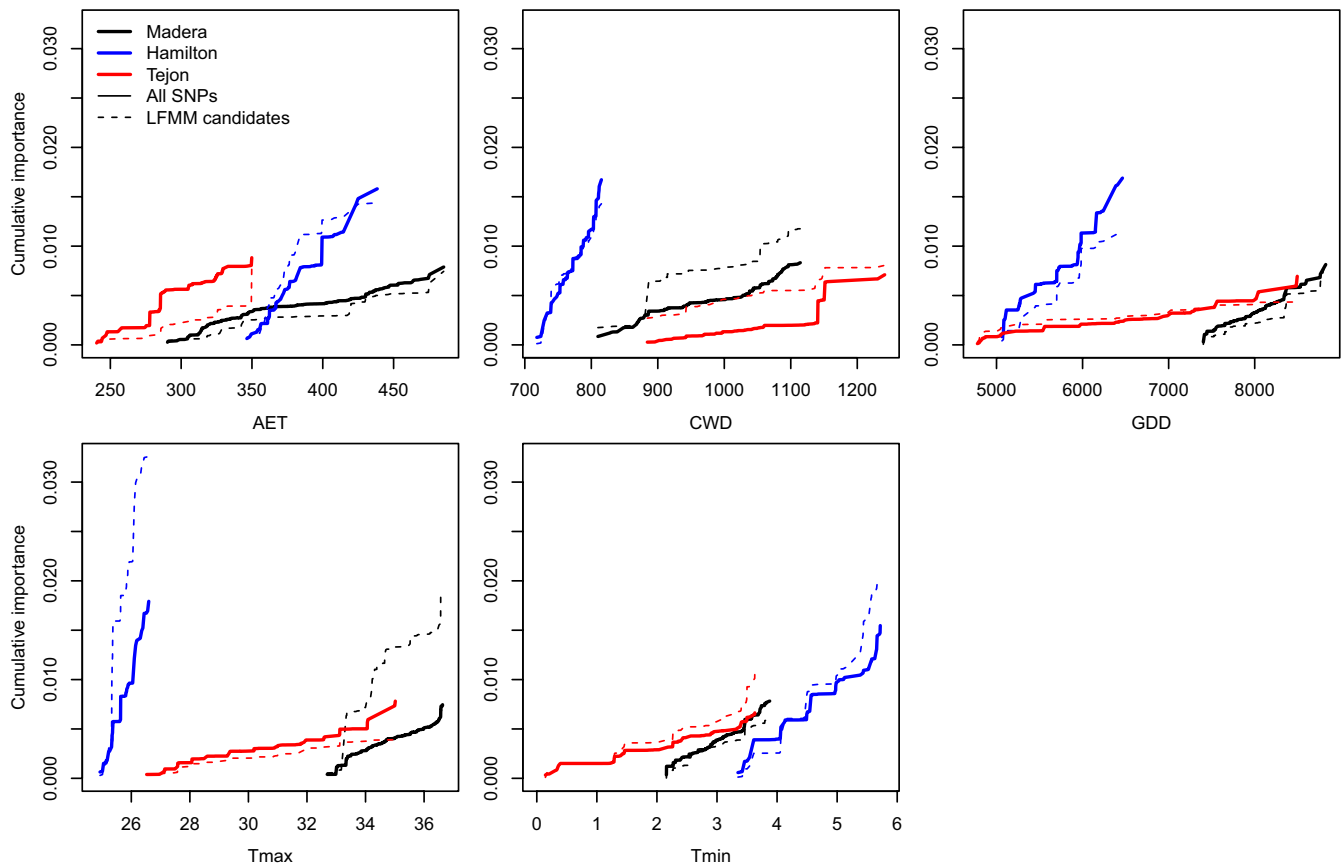 Madera
Hamilton
Tejon
All SNPs
LFMM candidates
Cumulative importance
0.000 0.010 0.020 0.030
250 300 350 400 450
AET
0.000 0.010 0.020 0.030
700 800 900 1000 1100 1200
CWD
0.000 0.010 0.020 0.030
5000 6000 7000 8000
GDD
Cumulative importance
0.000 0.010 0.020 0.030
26 28 30 32 34 36
Tmax
0.000 0.010 0.020 0.030
0 1 2 3 4 5 6
Tmin